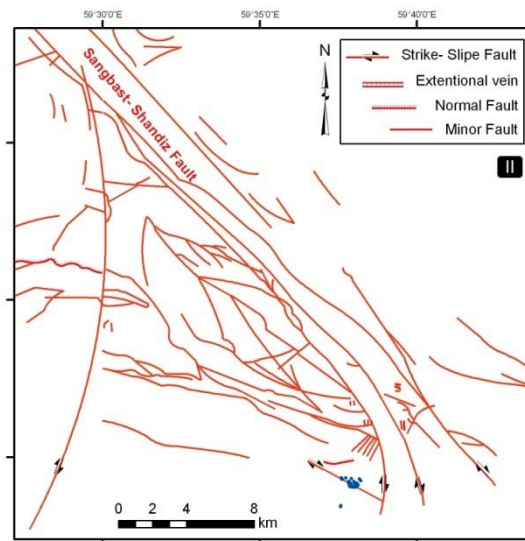 59°30'0"E 59°35'0"E 59°40'0"E
N
Strike- Slipe Fault
Extentional vein
Normal Fault
Minor Fault
II
Sangbast- Shandiz Fault
0 2 4 8
km